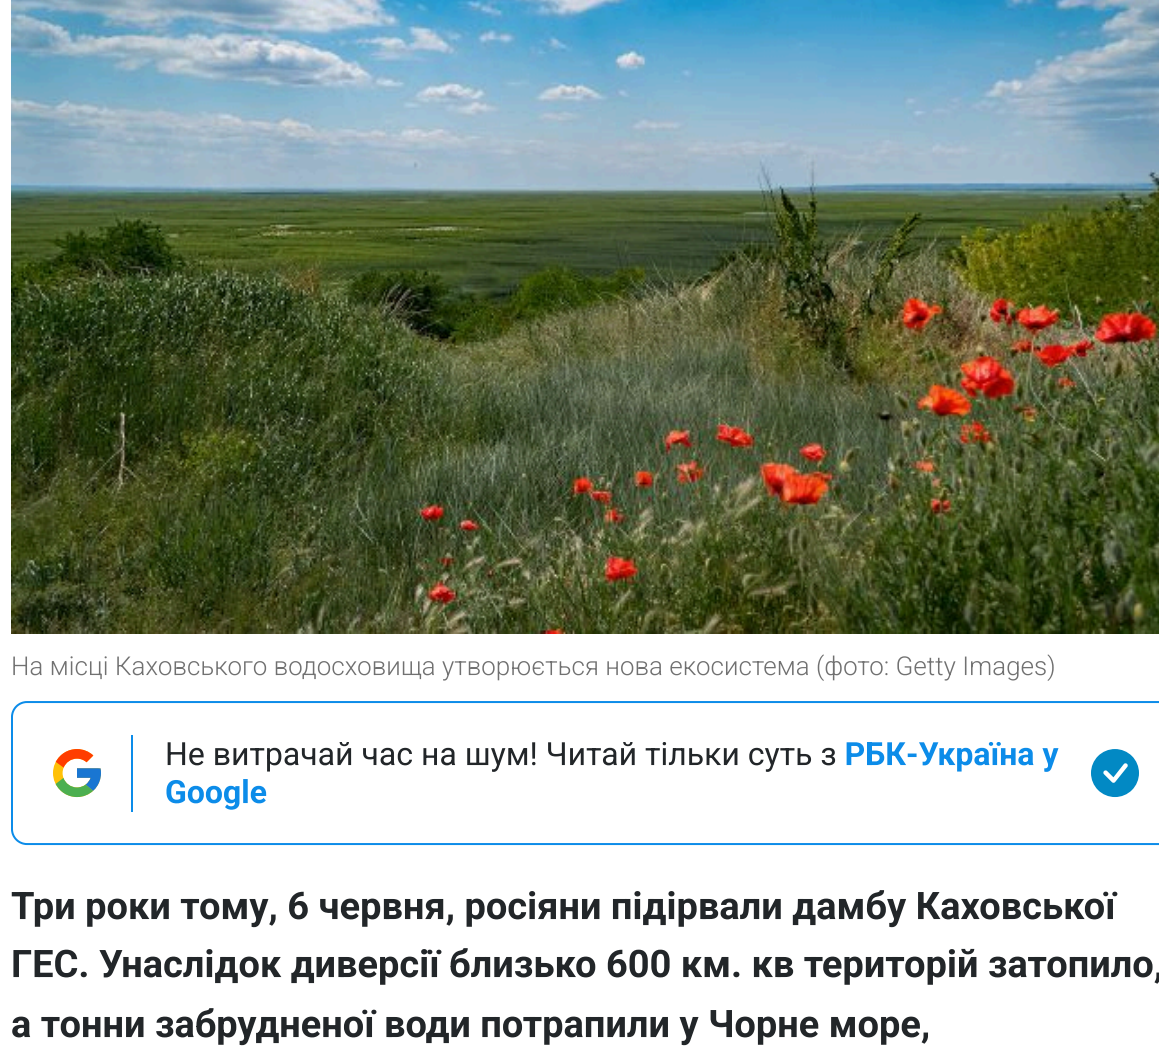 На місці Каховського водосховища утворюється нова екосистема (фото: Getty Images)
Не витрачай час на шум! Читай тільки суть з РБК-Україна у
Google
Три роки тому, 6 червня, росіяни підірвали дамбу Каховської
ГЕС. Унаслідок диверсії близько 600 км. кв територій затопило,
а тонни забрудненої води потрапили у Чорне море,